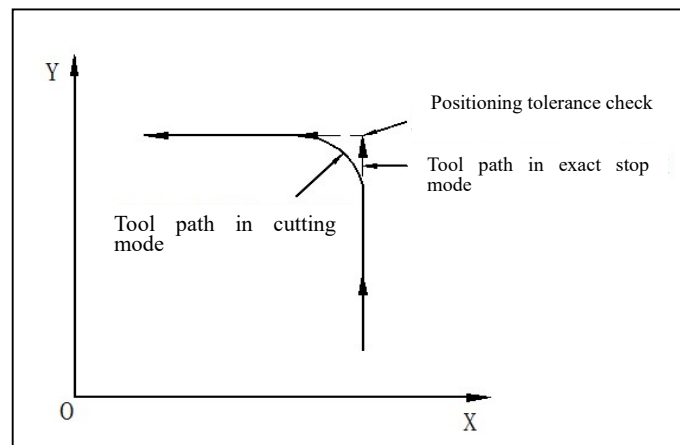 Y
Positioning tolerance check
Tool path in exact stop
mode
Tool path in cutting
mode
O
X